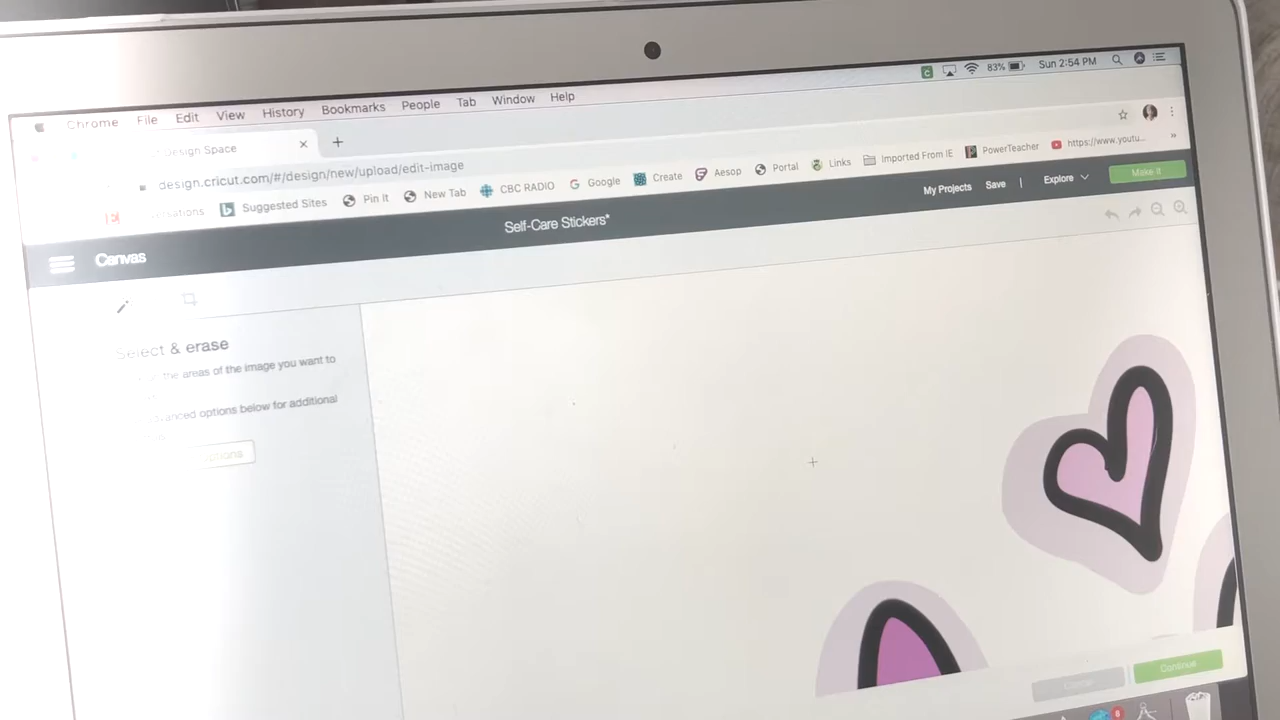 Chrome File Edit View History Bookmarks People Tab Window Help 83% Sun 2:54 PM
Design Space
design.cricut.com/#/design/new/upload/edit-image
Suggested Sites Pin It New Tab CBC RADIO Google Create Aesop Portal Links Imported From IE PowerTeacher https://www.youtu... »
Canvas Self-Care Stickers* My Projects Save | Explore Make It
Select & erase
the areas of the image you want to
options below for additional
Continue
8